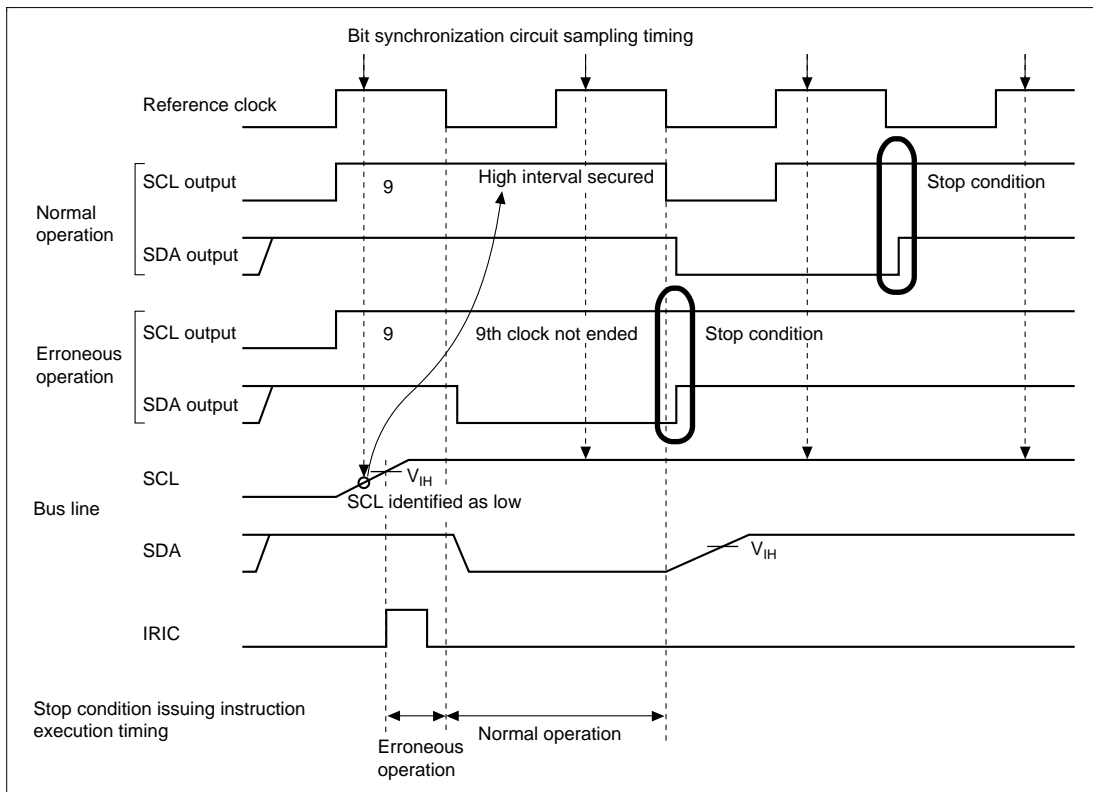 Bit synchronization circuit sampling timing
Reference clock
Normal operation
SCL output
9
High interval secured
Stop condition
SDA output
Erroneous operation
SCL output
9
9th clock not ended
Stop condition
SDA output
Bus line
SCL
VIH
SCL identified as low
SDA
VIH
IRIC
Stop condition issuing instruction
execution timing
Erroneous
operation
Normal operation